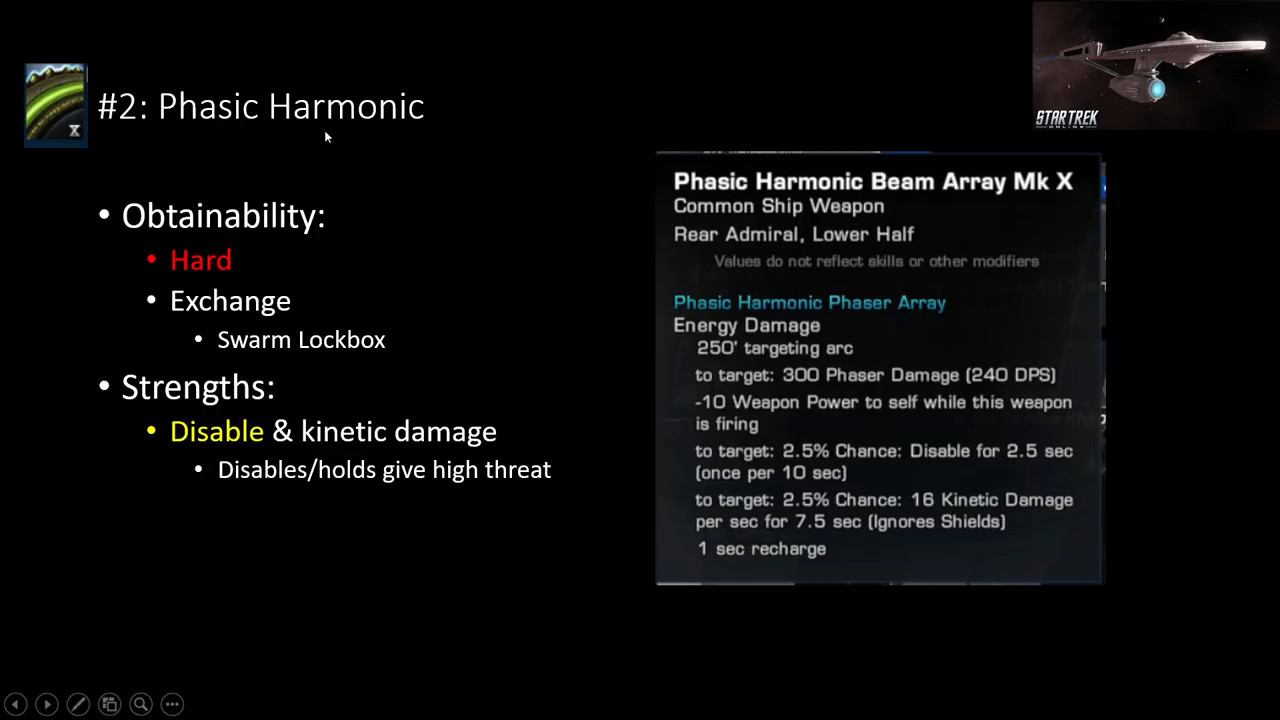 #2: Phasic Harmonic
X
STAR TREK
ONLINE
• Obtainability:
• Hard
• Exchange
• Swarm Lockbox
• Strengths:
• Disable & kinetic damage
• Disables/holds give high threat
Phasic Harmonic Beam Array Mk X
Common Ship Weapon
Rear Admiral, Lower Half
Values do not reflect skills or other modifiers
Phasic Harmonic Phaser Array
Energy Damage
250' targeting arc
to target: 300 Phaser Damage (240 DPS)
-10 Weapon Power to self while this weapon
is firing
to target: 2.5% Chance: Disable for 2.5 sec
(once per 10 sec)
to target: 2.5% Chance: 16 Kinetic Damage
per sec for 7.5 sec (Ignores Shields)
1 sec recharge